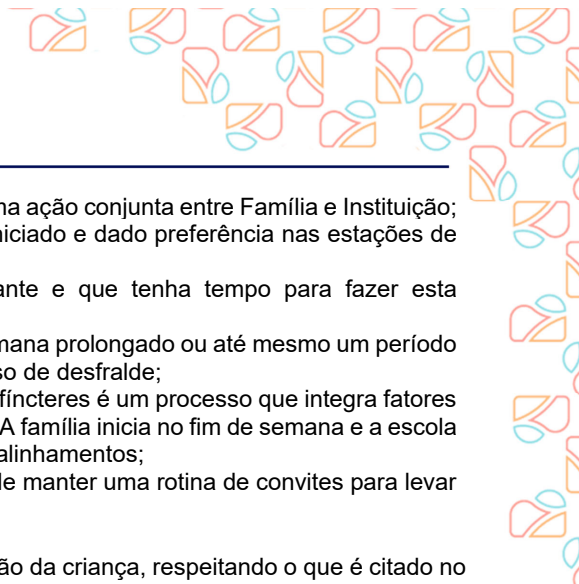 ma ação conjunta entre Família e Instituição;
niciado e dado preferência nas estações de
ante e que tenha tempo para fazer esta
mana prolongado ou até mesmo um período
so de desfralde;
fíncteres é um processo que integra fatores
A família inicia no fim de semana e a escola
alinhamentos;
de manter uma rotina de convites para levar
ão da criança, respeitando o que é citado no